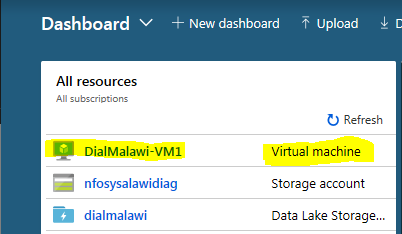 Dashboard + New dashboard Upload
All resources
All subscriptions
Refresh
DialMalawi-VM1 Virtual machine
nfosysalawidiag Storage account
dialmalawi Data Lake Storage...